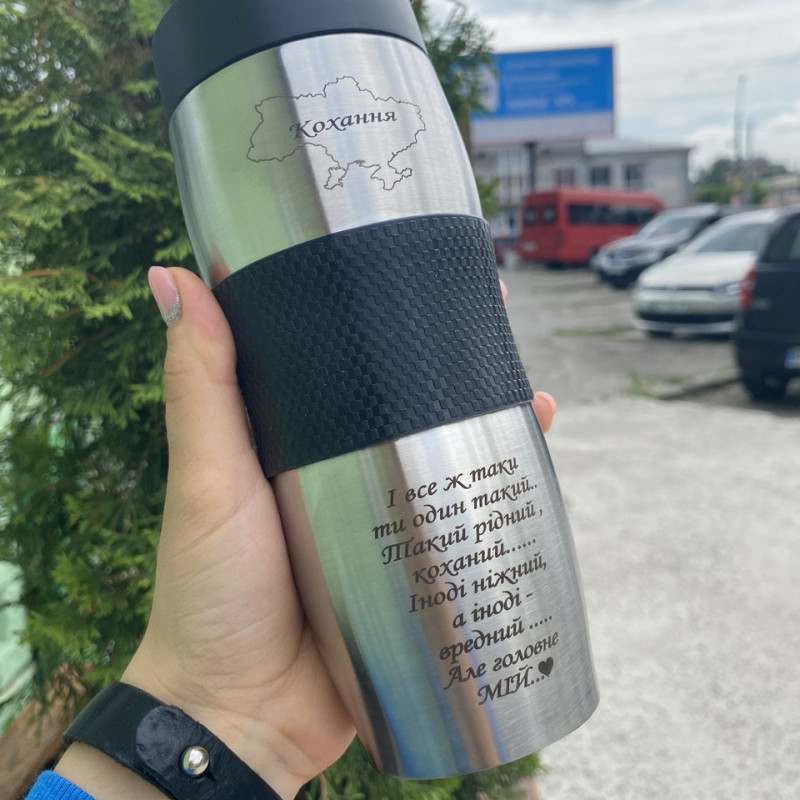 Кохання
І все ж таки
ти один такий..
Такий рідний,
коханий......
Іноді ніжний,
а іноді -
вредний .....
Але головне
МІЙ...♥